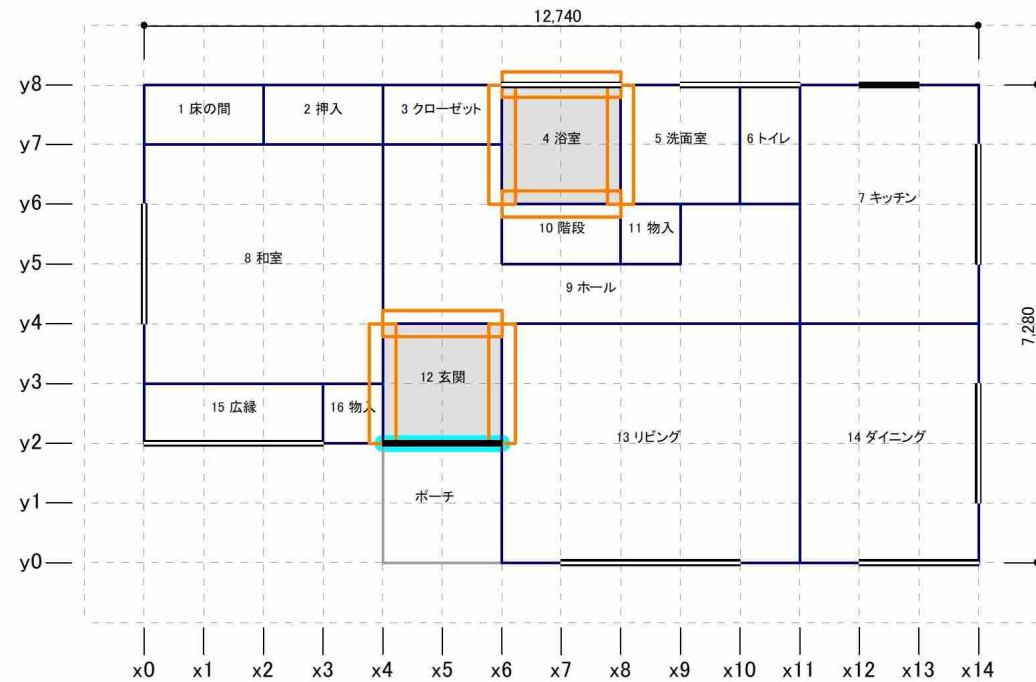 12,740
y8
1 床の間
2 押入
3 クローゼット
4 浴室
5 洗面室
6 トイレ
y7
7 キッチン
y6
10 階段
11 物入
8 和室
y5
9 ホール
y4
7,280
12 玄関
y3
15 広縁
16 物入
13 リビング
14 ダイニング
y2
ポーチ
y1
y0
x0 x1 x2 x3 x4 x5 x6 x7 x8 x9 x10 x11 x12 x13 x14